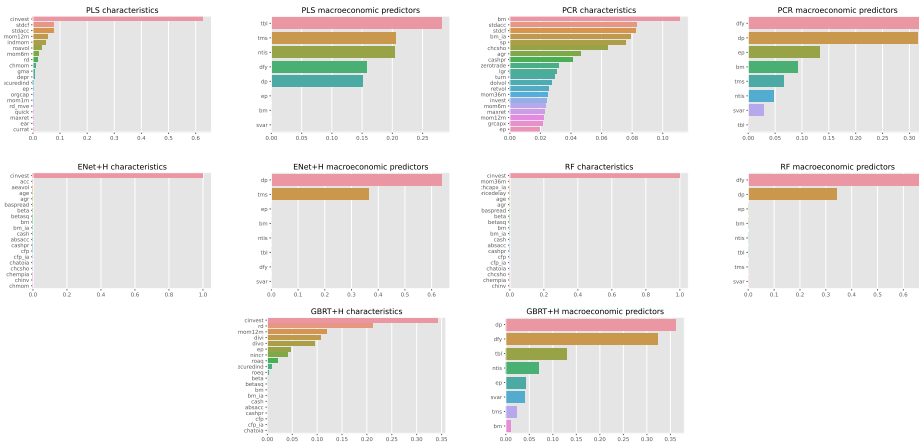 PLS characteristics
cinvest
stdcf
stdacc
mom12m
indmom
roavol
mom6m
rd
chmom
gma
depr
ep
orgcap
mom1m
rd_mve
quick
maxret
ear
currat
0.0 0.1 0.2 0.3 0.4 0.5 0.6
PLS macroeconomic predictors
tbl
tms
ntis
dfy
dp
ep
bm
svar
0.00 0.05 0.10 0.15 0.20 0.25
PCR characteristics
bm
stdacc
stdcf
bm_ia
sp
chcsho
agr
cashpr
zerotrade
lgr
turn
dolvol
retvol
mom36m
invest
mom6m
maxret
mom12m
grcapx
ep
0.00 0.02 0.04 0.06 0.08 0.10
PCR macroeconomic predictors
dfy
dp
ep
bm
tms
ntis
svar
tbl
0.00 0.05 0.10 0.15 0.20 0.25 0.30
ENet+H characteristics
cinvest
acc
aeavol
age
agr
baspread
beta
betasq
bm
bm_ia
cash
absacc
cashpr
cfp
cfp_ia
chatoia
chcsho
chempia
chinv
chmom
0.0 0.2 0.4 0.6 0.8 1.0
ENet+H macroeconomic predictors
dp
tms
ep
bm
ntis
tbl
dfy
svar
0.0 0.1 0.2 0.3 0.4 0.5 0.6
RF characteristics
cinvest
mom36m
chcapx_ia
ricedelay
age
agr
baspread
beta
betasq
bm
bm_ia
cash
absacc
cashpr
cfp
cfp_ia
chatoia
chcsho
chempia
chinv
0.0 0.2 0.4 0.6 0.8 1.0
RF macroeconomic predictors
dfy
dp
ep
bm
ntis
tbl
tms
svar
0.0 0.1 0.2 0.3 0.4 0.5 0.6
GBRT+H characteristics
cinvest
rd
mom12m
divi
divo
ep
nincr
roaq
scuredind
roeq
beta
betasq
bm
bm_ia
cash
absacc
cashpr
cfp
cfp_ia
chatoia
0.00 0.05 0.10 0.15 0.20 0.25 0.30 0.35
GBRT+H macroeconomic predictors
dp
dfy
tbl
ntis
ep
svar
tms
bm
0.00 0.05 0.10 0.15 0.20 0.25 0.30 0.35